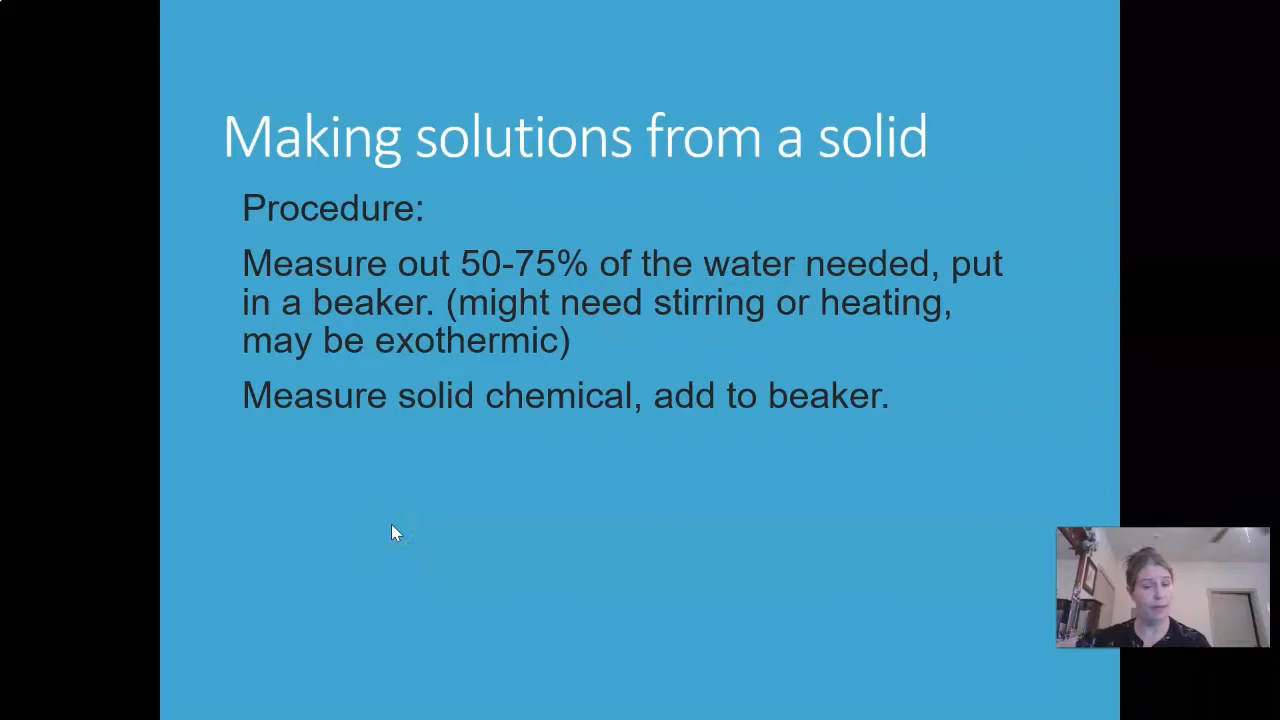 Making solutions from a solid
Procedure:
Measure out 50-75% of the water needed, put
in a beaker. (might need stirring or heating,
may be exothermic)
Measure solid chemical, add to beaker.